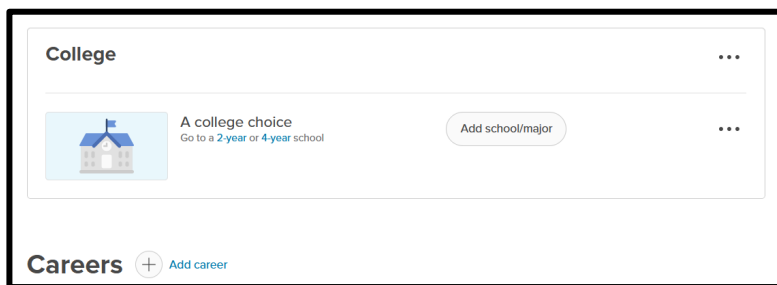 College
A college choice
Go to a 2-year or 4-year school
Add school/major
Careers
Add career